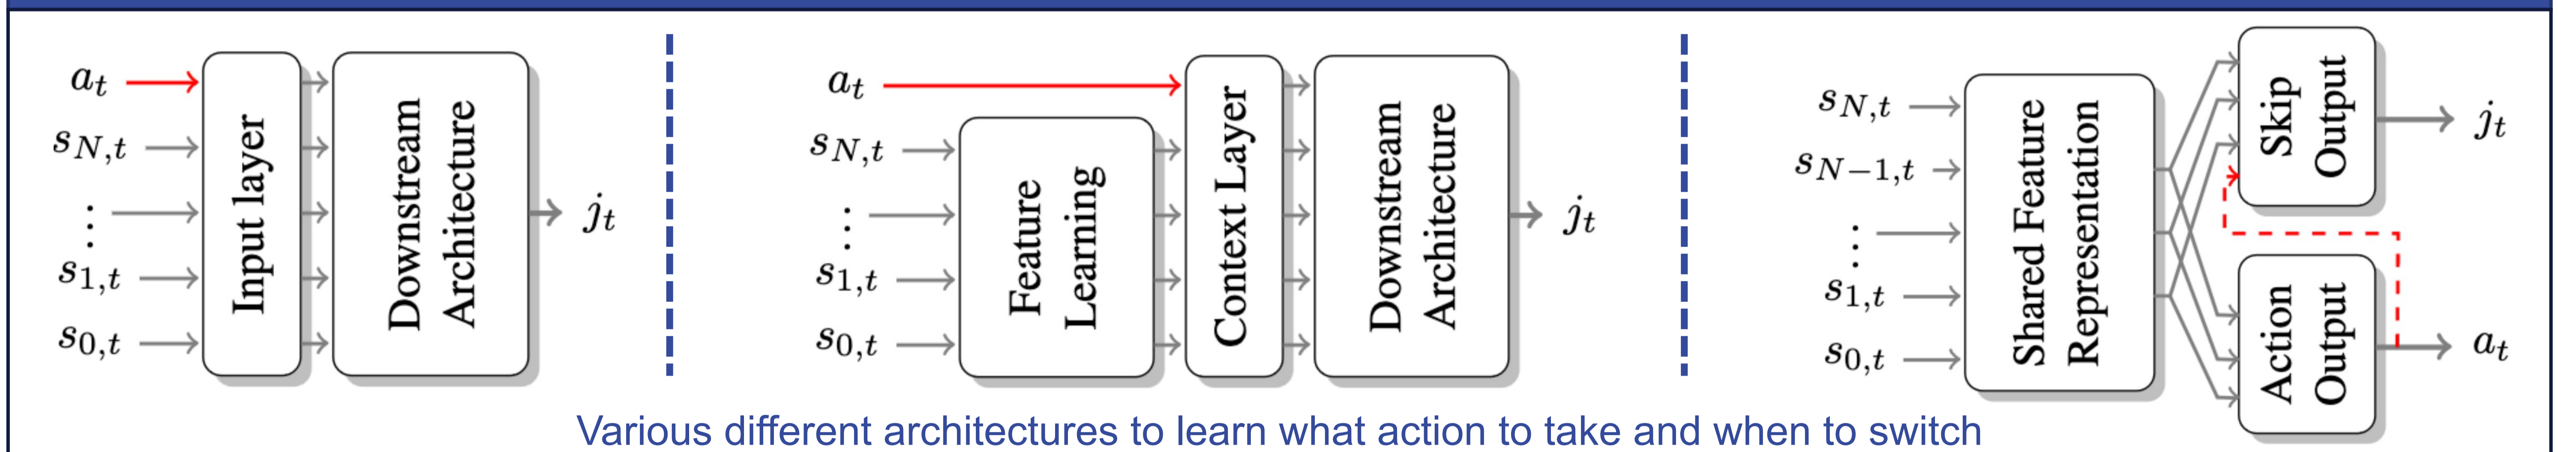 a_t
s_{N,t}
⋮
s_{1,t}
s_{0,t}
Input layer
Downstream
Architecture
j_t
a_t
s_{N,t}
⋮
s_{1,t}
s_{0,t}
Feature
Learning
Context Layer
Downstream
Architecture
j_t
s_{N,t}
s_{N−1,t}
⋮
s_{1,t}
s_{0,t}
Shared Feature
Representation
Skip
Output
j_t
Action
Output
a_t
Various different architectures to learn what action to take and when to switch